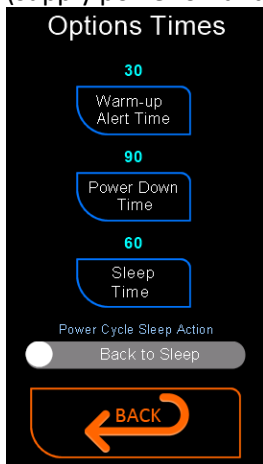 Options Times
30
Warm-up
Alert Time
90
Power Down
Time
60
Sleep
Time
Power Cycle Sleep Action
Back to Sleep
BACK